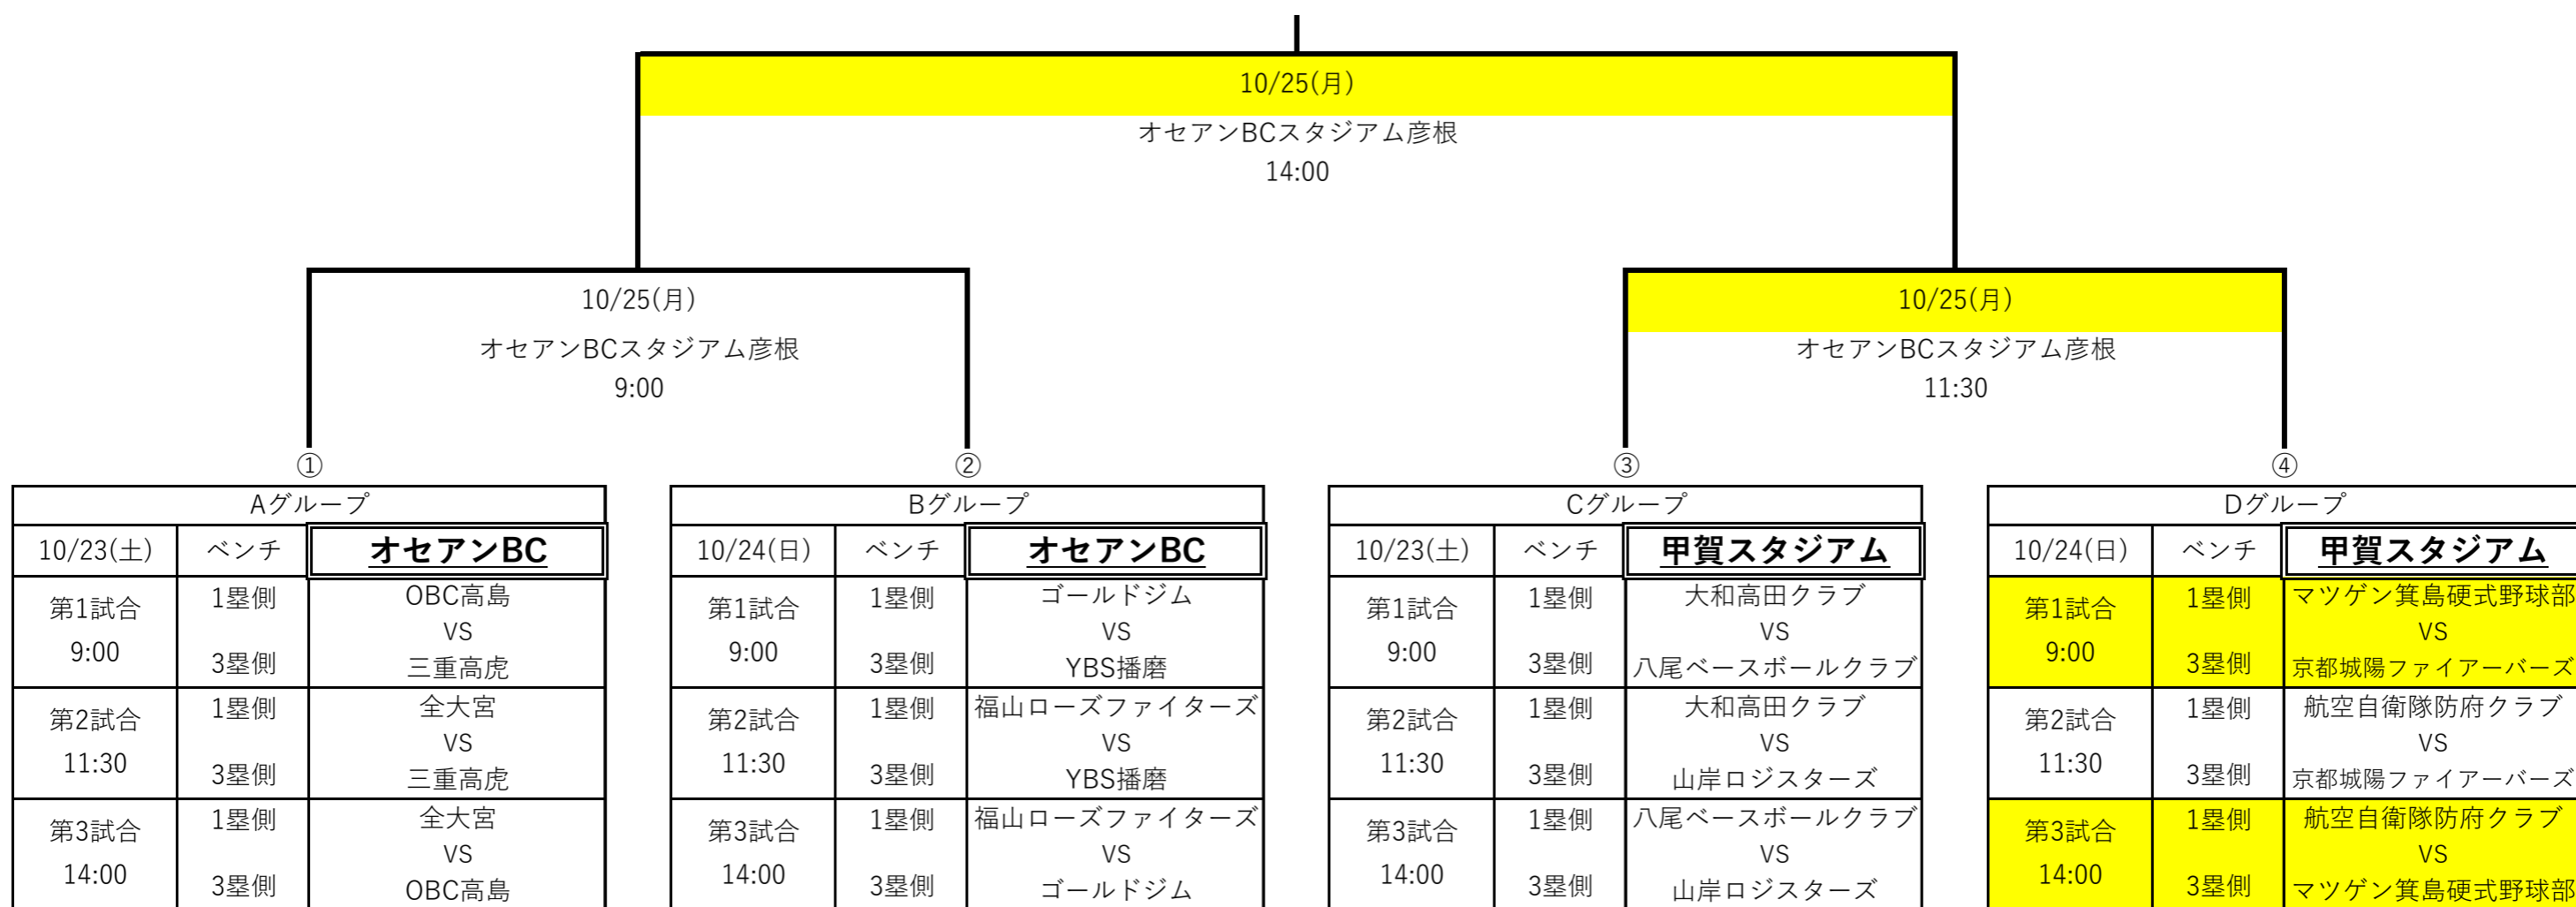 10/25(月)
オセアンBCスタジアム彦根
14:00
10/25(月)
オセアンBCスタジアム彦根
9:00
10/25(月)
オセアンBCスタジアム彦根
11:30
①
②
③
④
Aグループ
10/23(土) ベンチ オセアンBC
第1試合 9:00
1塁側 OBC高島
VS
3塁側 三重高虎
第2試合 11:30
1塁側 全大宮
VS
3塁側 三重高虎
第3試合 14:00
1塁側 全大宮
VS
3塁側 OBC高島
Bグループ
10/24(日) ベンチ オセアンBC
第1試合 9:00
1塁側 ゴールドジム
VS
3塁側 YBS播磨
第2試合 11:30
1塁側 福山ローズファイターズ
VS
3塁側 YBS播磨
第3試合 14:00
1塁側 福山ローズファイターズ
VS
3塁側 ゴールドジム
Cグループ
10/23(土) ベンチ 甲賀スタジアム
第1試合 9:00
1塁側 大和高田クラブ
VS
3塁側 八尾ベースボールクラブ
第2試合 11:30
1塁側 大和高田クラブ
VS
3塁側 山岸ロジスターズ
第3試合 14:00
1塁側 八尾ベースボールクラブ
VS
3塁側 山岸ロジスターズ
Dグループ
10/24(日) ベンチ 甲賀スタジアム
第1試合 9:00
1塁側 マツゲン箕島硬式野球部
VS
3塁側 京都城陽ファイアーバーズ
第2試合 11:30
1塁側 航空自衛隊防府クラブ
VS
3塁側 京都城陽ファイアーバーズ
第3試合 14:00
1塁側 航空自衛隊防府クラブ
VS
3塁側 マツゲン箕島硬式野球部